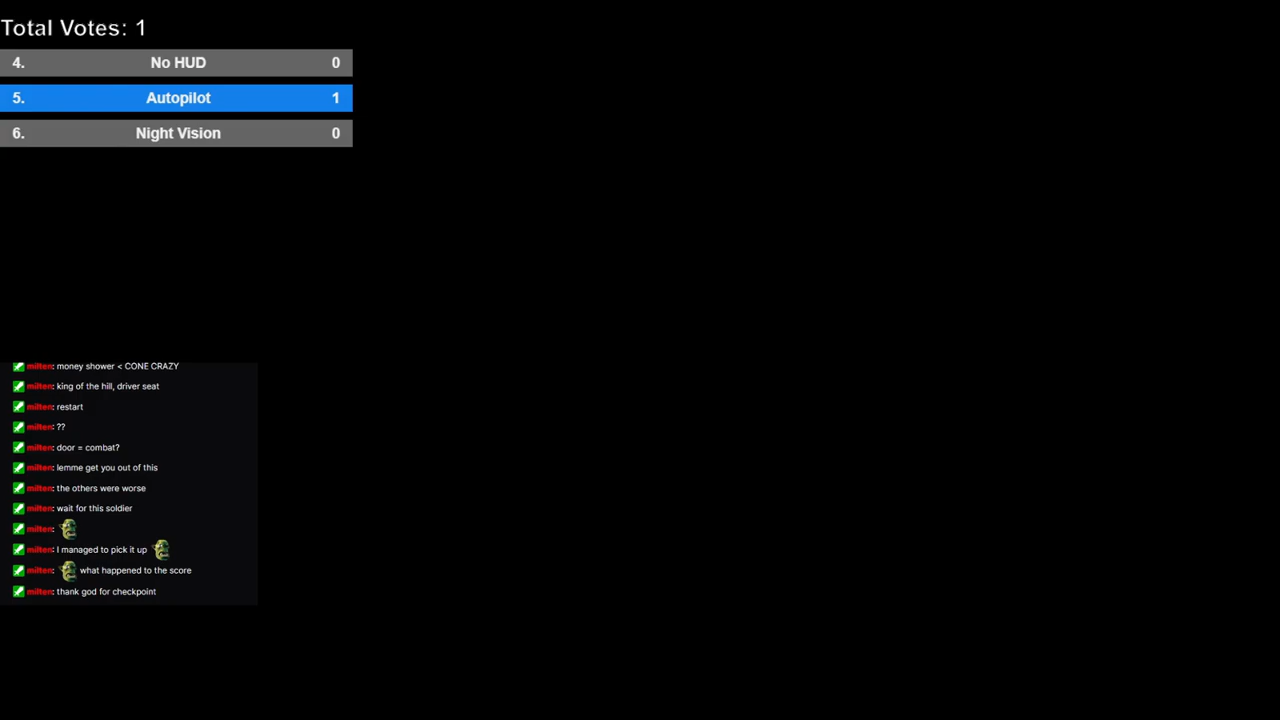 Total Votes: 1
4. No HUD 0
5. Autopilot 1
6. Night Vision 0
milten: money shower < CONE CRAZY
milten: king of the hill, driver seat
milten: restart
milten: ??
milten: door = combat?
milten: lemme get you out of this
milten: the others were worse
milten: wait for this soldier
milten:
milten: I managed to pick it up
milten: what happened to the score
milten: thank god for checkpoint